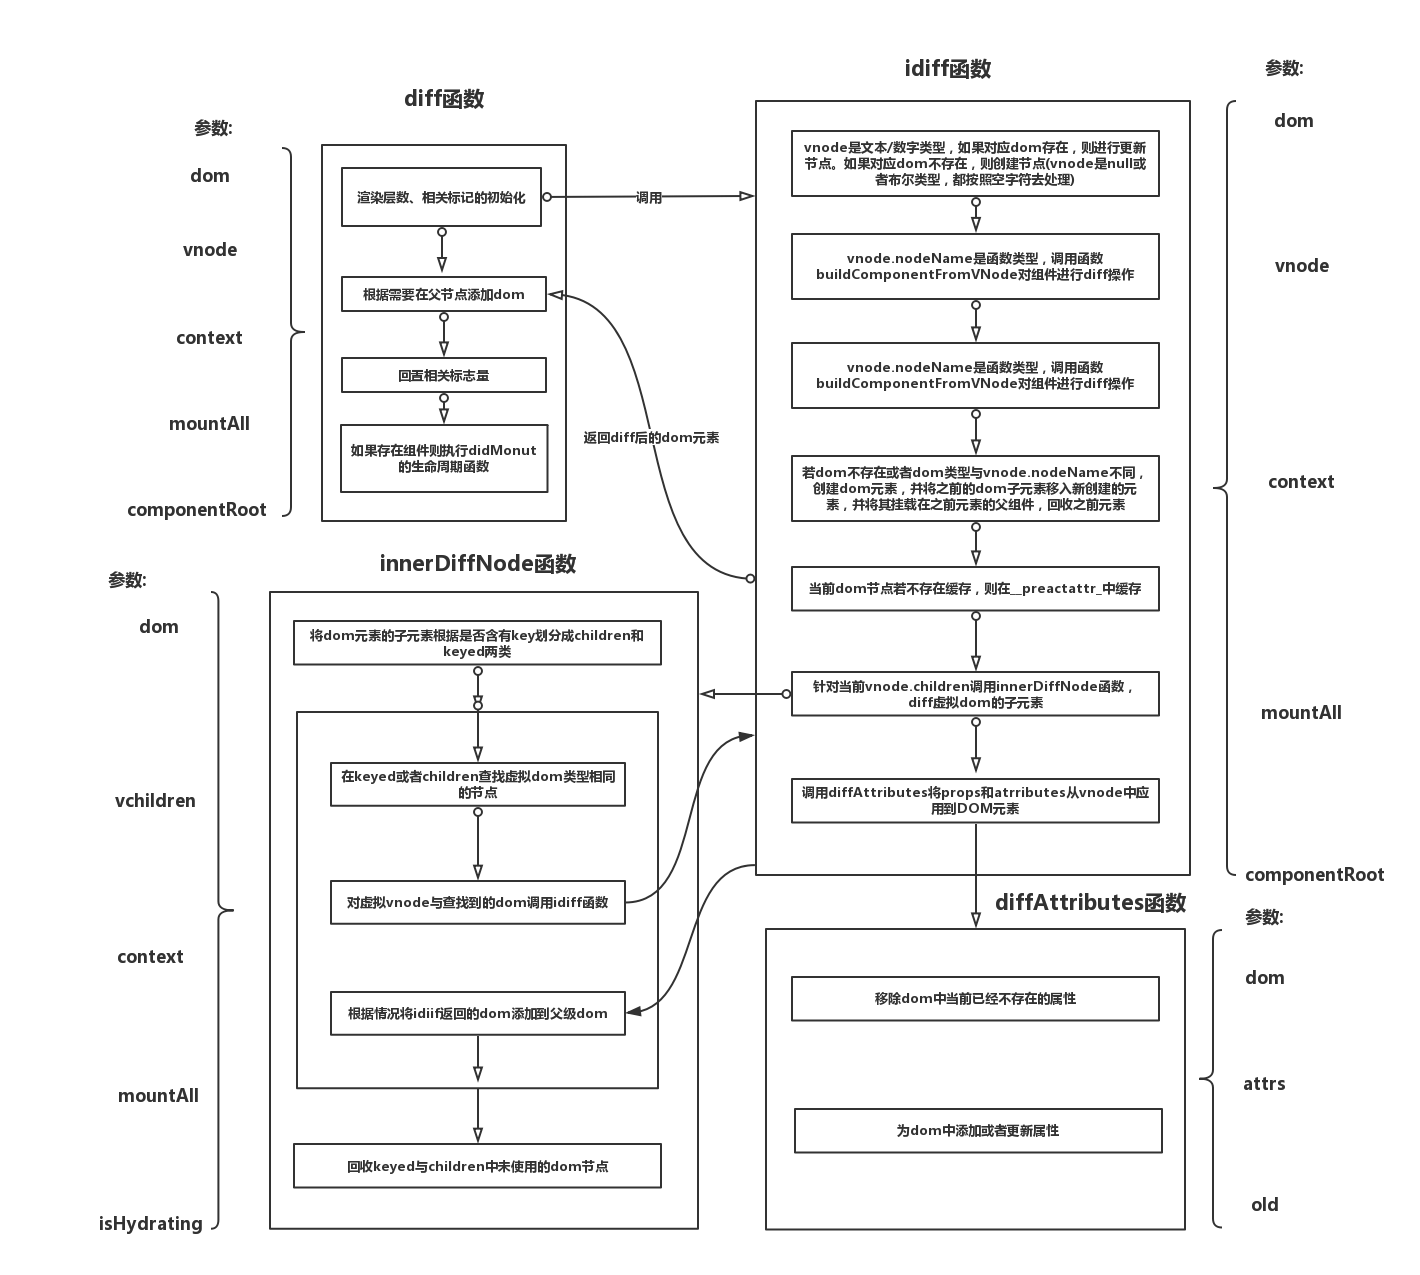 diff函数
参数:
dom
vnode
context
mountAll
componentRoot
渲染层数、相关标记的初始化
根据需要在父节点添加dom
回置相关标志量
如果存在组件则执行didMonut
的生命周期函数
调用
返回diff后的dom元素
idiff函数
参数:
dom
vnode
context
mountAll
componentRoot
vnode是文本/数字类型，如果对应dom存在，则进行更新
节点。如果对应dom不存在，则创建节点(vnode是null或
者布尔类型，都按照空字符去处理)
vnode.nodeName是函数类型，调用函数
buildComponentFromVNode对组件进行diff操作
vnode.nodeName是函数类型，调用函数
buildComponentFromVNode对组件进行diff操作
若dom不存在或者dom类型与vnode.nodeName不同，
创建dom元素，并将之前的dom子元素移入新创建的元
素，并将其挂载在之前元素的父组件，回收之前元素
当前dom节点若不存在缓存，则在__preactattr_中缓存
针对当前vnode.children调用innerDiffNode函数，
diff虚拟dom的子元素
调用diffAttributes将props和atrributes从vnode中应
用到DOM元素
innerDiffNode函数
参数:
dom
vchildren
context
mountAll
isHydrating
将dom元素的子元素根据是否含有key划分成children和
keyed两类
在keyed或者children查找虚拟dom类型相同
的节点
对虚拟vnode与查找到的dom调用idiff函数
根据情况将idiif返回的dom添加到父级dom
回收keyed与children中未使用的dom节点
diffAttributes函数
参数:
dom
attrs
old
移除dom中当前已经不存在的属性
为dom中添加或者更新属性